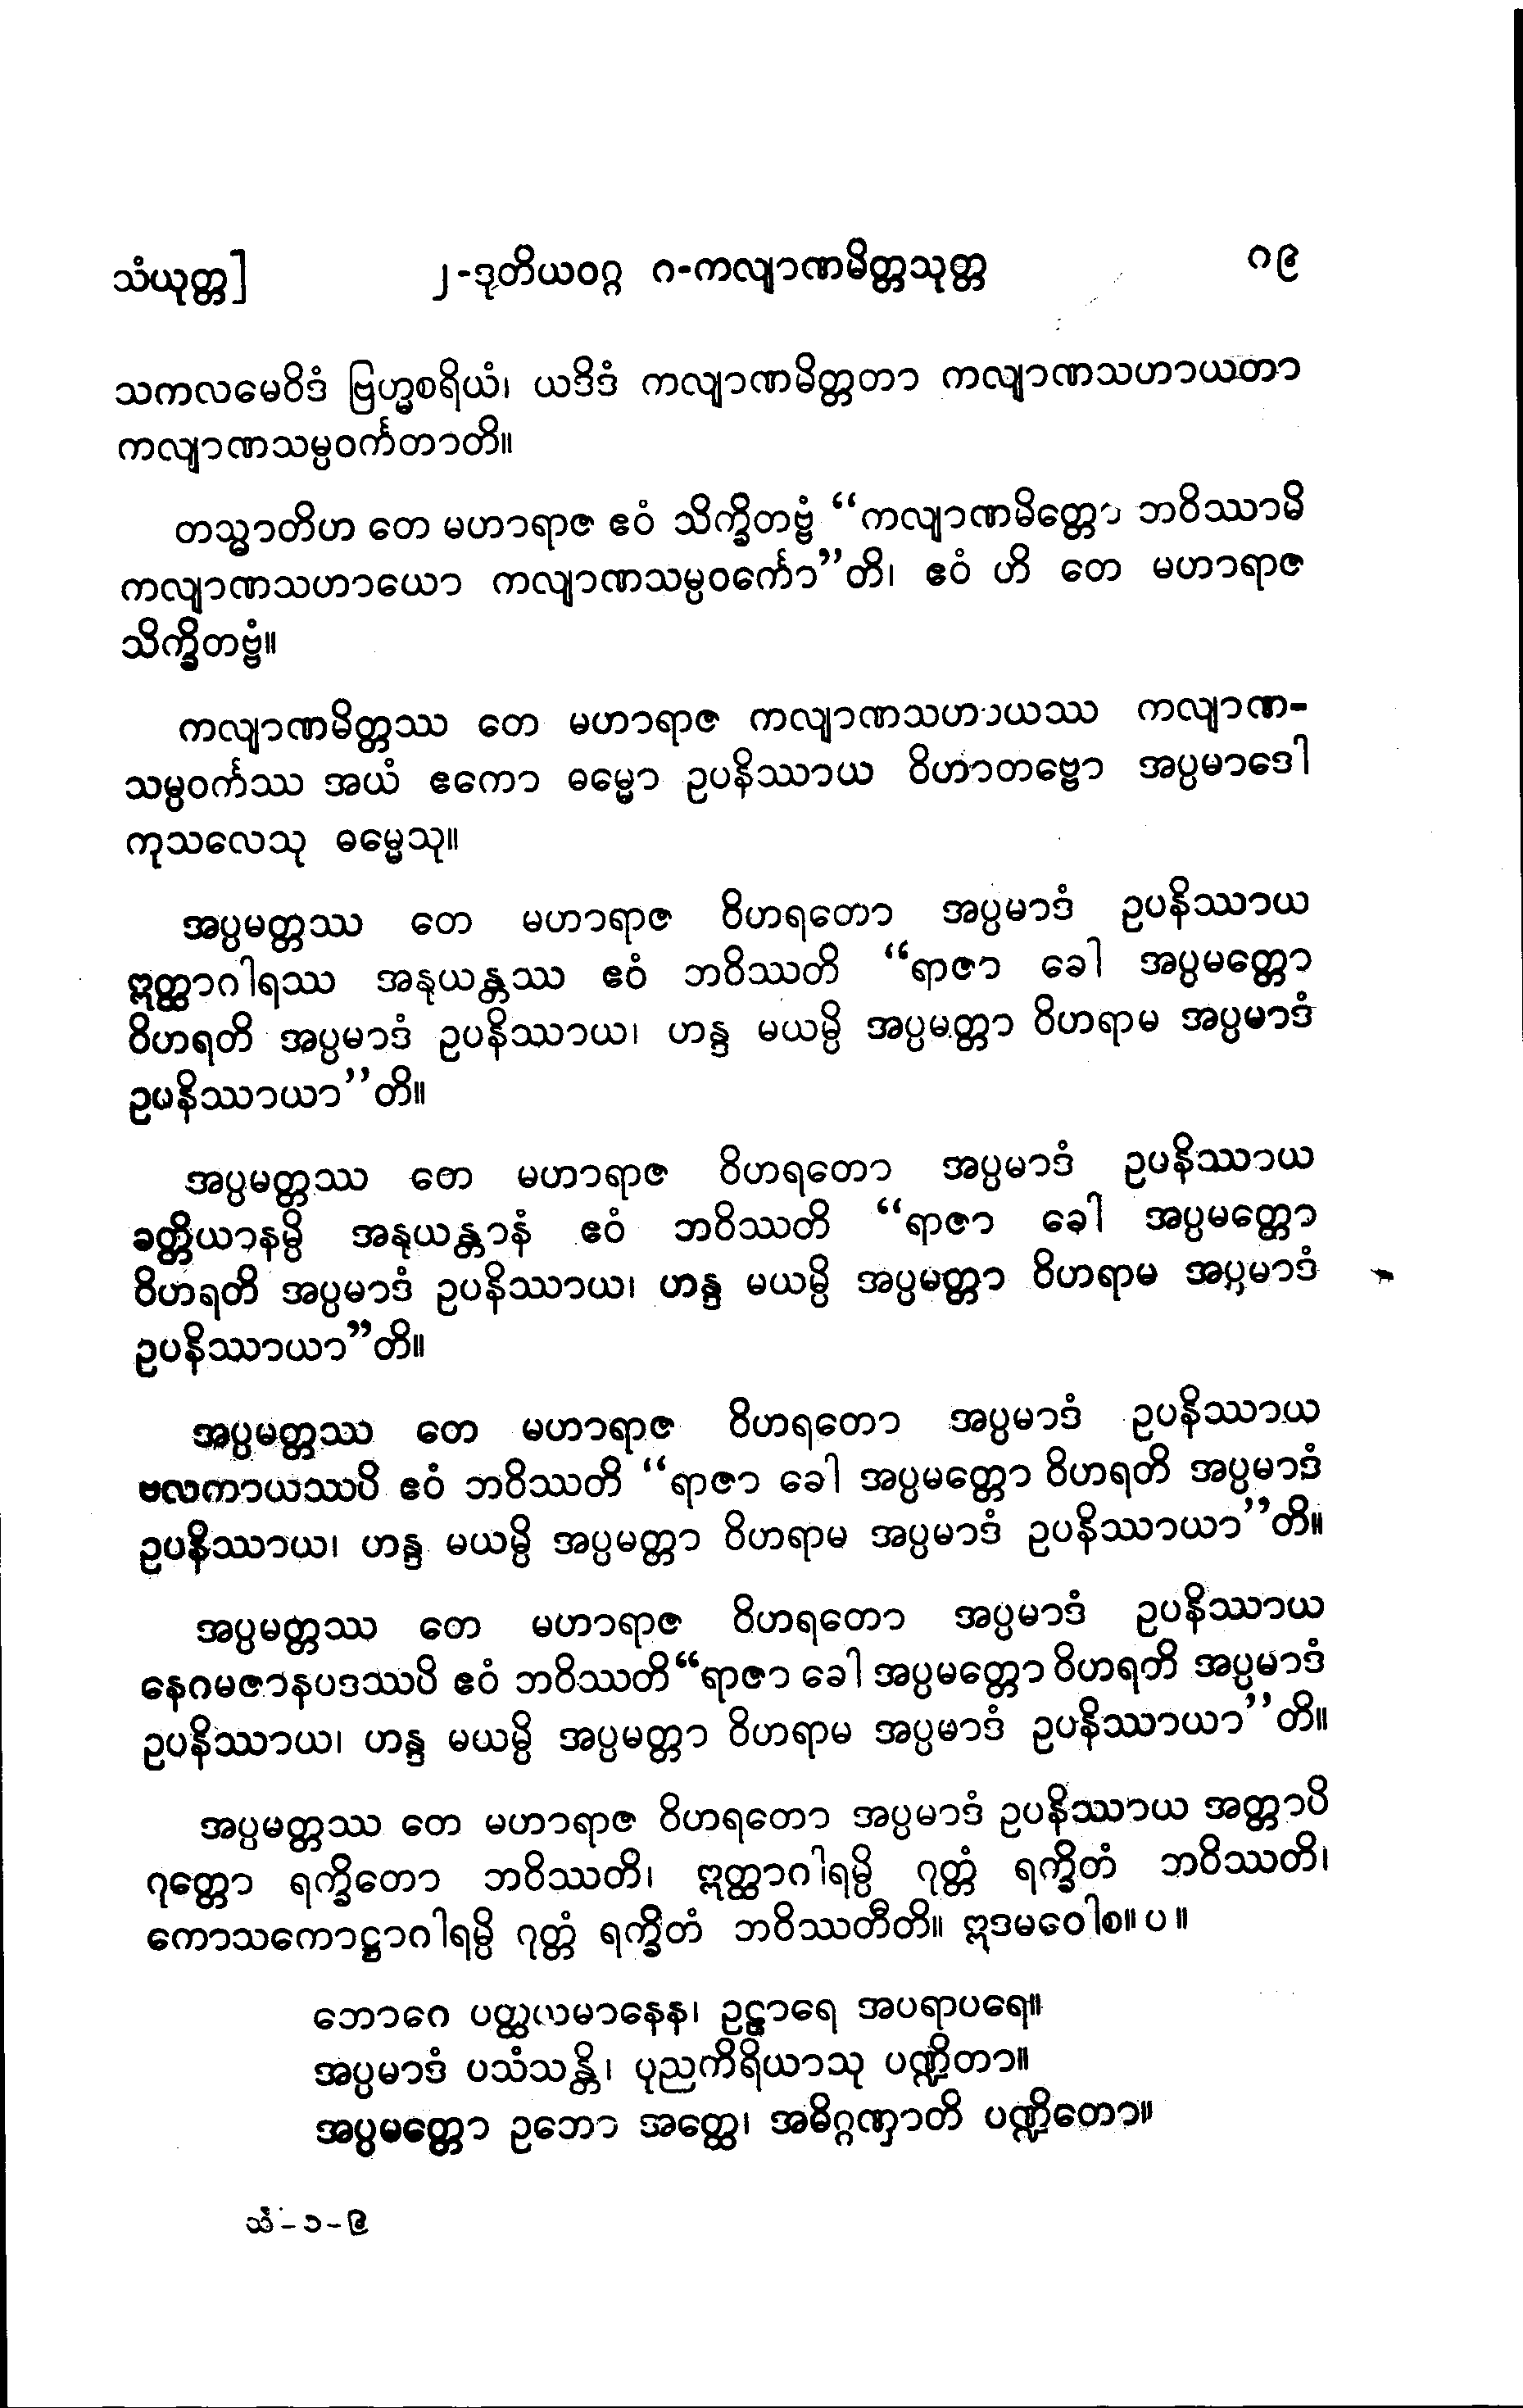 သံယုတ္တ]	၂-ဒုတိယဝဂ္ဂ ဂ-ကလျာဏမိတ္တသုတ္တ	ဂ၉
သကလမေဝိဒံ ဗြဟ္မစရိယံ၊ ယဒိဒံ ကလျာဏမိတ္တတာ ကလျာဏသဟာယတာ
ကလျာဏသမ္ပဝင်္ကတာတိ။
တသ္မာတိဟ တေ မဟာရာဇ ဧဝံ သိက္ခိတဗ္ဗံ “ကလျာဏမိတ္တော ဘဝိဿာမိ
ကလျာဏသဟာယော ကလျာဏသမ္ပဝင်္ကော”တိ၊ ဧဝံ ဟိ တေ မဟာရာဇ
သိက္ခိတဗ္ဗံ။
ကလျာဏမိတ္တဿ တေ မဟာရာဇ ကလျာဏသဟာယဿ ကလျာဏ-
သမ္ပဝင်္ကဿ အယံ ဧကော ဓမ္မော ဥပနိဿာယ ဝိဟာတဗ္ဗော အပ္ပမာဒေါ
ကုသလေသု ဓမ္မေသု။
အပ္ပမတ္တဿ တေ မဟာရာဇ ဝိဟရတော အပ္ပမာဒံ ဥပနိဿာယ
ဣတ္ထာဂါရဿ အနုယန္တဿ ဧဝံ ဘဝိဿတိ “ရာဇာ ခေါ အပ္ပမတ္တော
ဝိဟရတိ အပ္ပမာဒံ ဥပနိဿာယ၊ ဟန္ဒ မယမ္ပိ အပ္ပမတ္တာ ဝိဟရာမ အပ္ပမာဒံ
ဥပနိဿာယာ”တိ။
အပ္ပမတ္တဿ တေ မဟာရာဇ ဝိဟရတော အပ္ပမာဒံ ဥပနိဿာယ
ခတ္တိယာနမ္ပိ အနုယန္တာနံ ဧဝံ ဘဝိဿတိ “ရာဇာ ခေါ အပ္ပမတ္တော
ဝိဟရတိ အပ္ပမာဒံ ဥပနိဿာယ၊ ဟန္ဒ မယမ္ပိ အပ္ပမတ္တာ ဝိဟရာမ အပ္ပမာဒံ
ဥပနိဿာယာ”တိ။
အပ္ပမတ္တဿ တေ မဟာရာဇ ဝိဟရတော အပ္ပမာဒံ ဥပနိဿာယ
ဗလကာယဿပိ ဧဝံ ဘဝိဿတိ “ရာဇာ ခေါ အပ္ပမတ္တော ဝိဟရတိ အပ္ပမာဒံ
ဥပနိဿာယ၊ ဟန္ဒ မယမ္ပိ အပ္ပမတ္တာ ဝိဟရာမ အပ္ပမာဒံ ဥပနိဿာယာ”တိ။
အပ္ပမတ္တဿ တေ မဟာရာဇ ဝိဟရတော အပ္ပမာဒံ ဥပနိဿာယ
နေဂမဇာနပဒဿပိ ဧဝံ ဘဝိဿတိ“ရာဇာ ခေါ အပ္ပမတ္တော ဝိဟရတိ အပ္ပမာဒံ
ဥပနိဿာယ၊ ဟန္ဒ မယမ္ပိ အပ္ပမတ္တာ ဝိဟရာမ အပ္ပမာဒံ ဥပနိဿာယာ”တိ။
အပ္ပမတ္တဿ တေ မဟာရာဇ ဝိဟရတော အပ္ပမာဒံ ဥပနိဿာယ အတ္တာပိ
ဂုတ္တော ရက္ခိတော ဘဝိဿတိ၊ ဣတ္ထာဂါရမ္ပိ ဂုတ္တံ ရက္ခိတံ ဘဝိဿတိ၊
ကောသကောဋ္ဌာဂါရမ္ပိ ဂုတ္တံ ရက္ခိတံ ဘဝိဿတီတိ။ ဣဒမဝေါစ။ ပ။
ဘောဂေ ပတ္ထယမာနေန၊ ဥဠာရေ အပရာပရေ။
အပ္ပမာဒံ ပသံသန္တိ၊ ပုညကိရိယာသု ပဏ္ဍိတာ။
အပ္ပမတ္တော ဥဘော အတ္ထေ၊ အဓိဂ္ဂဏှာတိ ပဏ္ဍိတော။
သံ-၁-၉